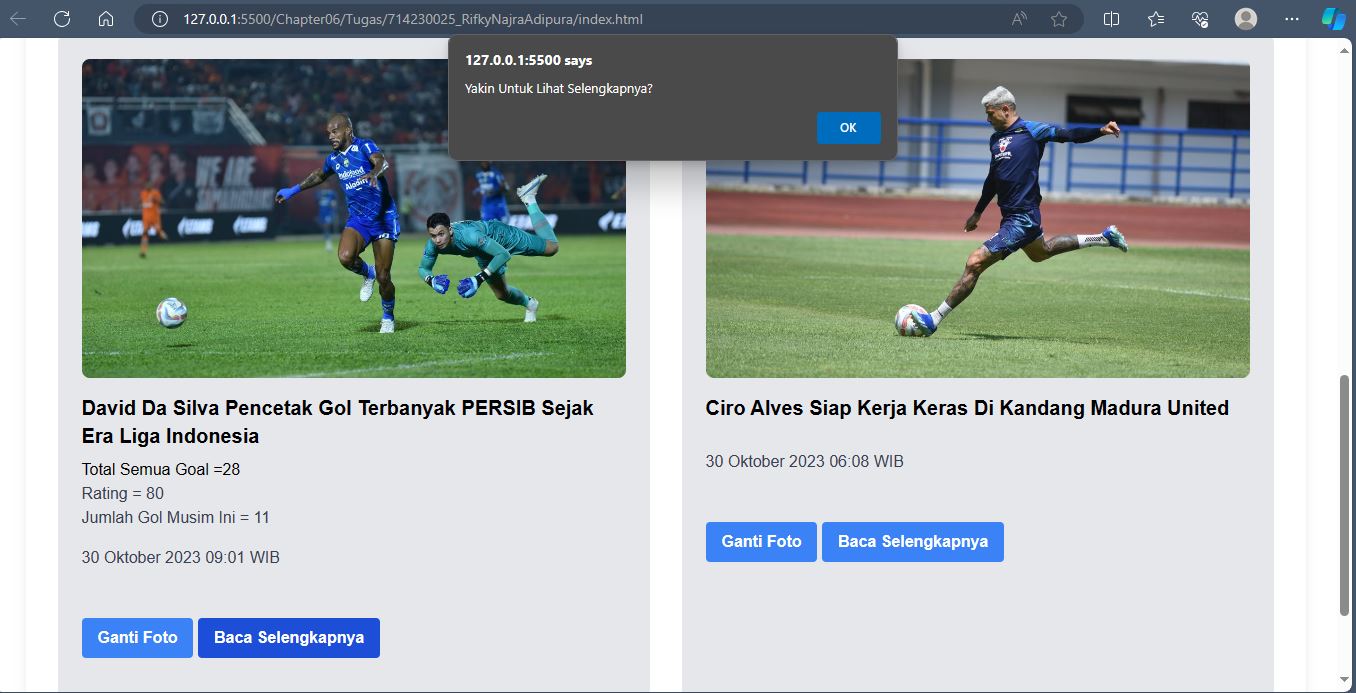 127.0.0.1:5500/Chapter06/Tugas/714230025_RifkyNajraAdipura/index.html
127.0.0.1:5500 says
Yakin Untuk Lihat Selengkapnya?
OK
WE ARE
indofood
Aladin
David Da Silva Pencetak Gol Terbanyak PERSIB Sejak
Era Liga Indonesia
Total Semua Goal =28
Rating = 80
Jumlah Gol Musim Ini = 11
30 Oktober 2023 09:01 WIB
Ganti Foto
Baca Selengkapnya
Ciro Alves Siap Kerja Keras Di Kandang Madura United
30 Oktober 2023 06:08 WIB
Ganti Foto
Baca Selengkapnya